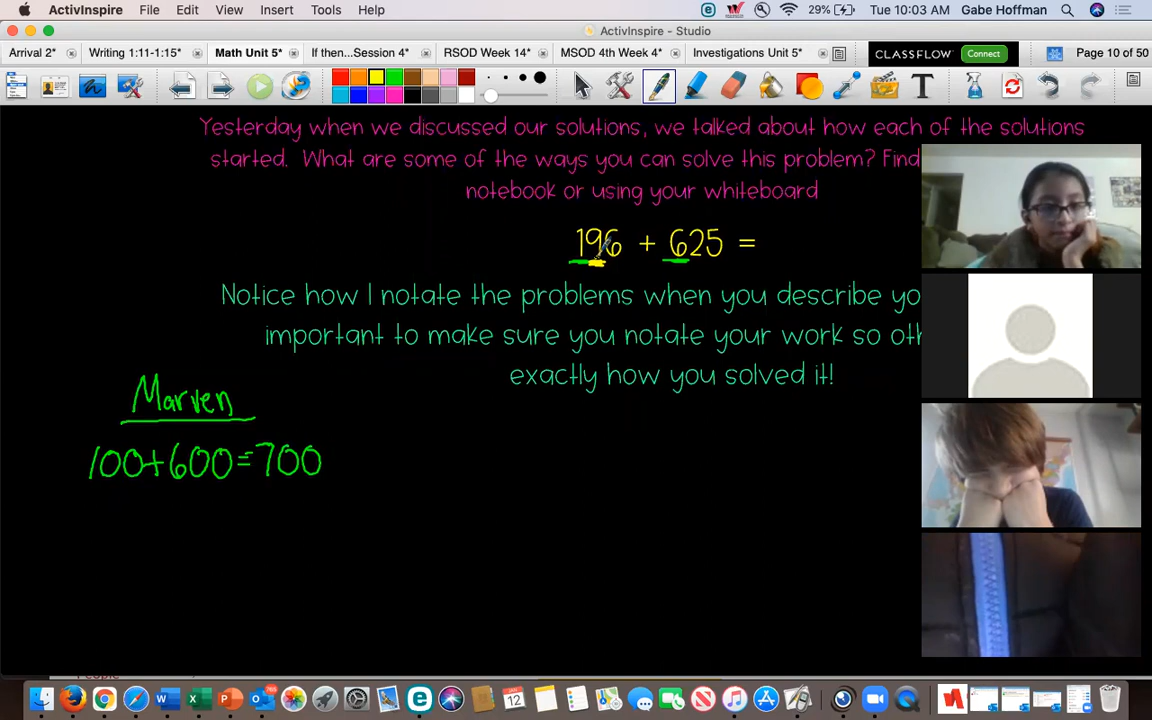 ActivInspire File Edit View Insert Tools Help 29% Tue 10:03 AM Gabe Hoffman
ActivInspire - Studio
Arrival 2* Writing 1:11-1:15* Math Unit 5* If then...Session 4* RSOD Week 14* MSOD 4th Week 4* Investigations Unit 5* CLASSFLOW Connect Page 10 of 50
Yesterday when we discussed our solutions, we talked about how each of the solutions
started. What are some of the ways you can solve this problem? Find
notebook or using your whiteboard
196 + 625 =
Notice how I notate the problems when you describe yo
important to make sure you notate your work so oth
exactly how you solved it!
Marven
100+600=700